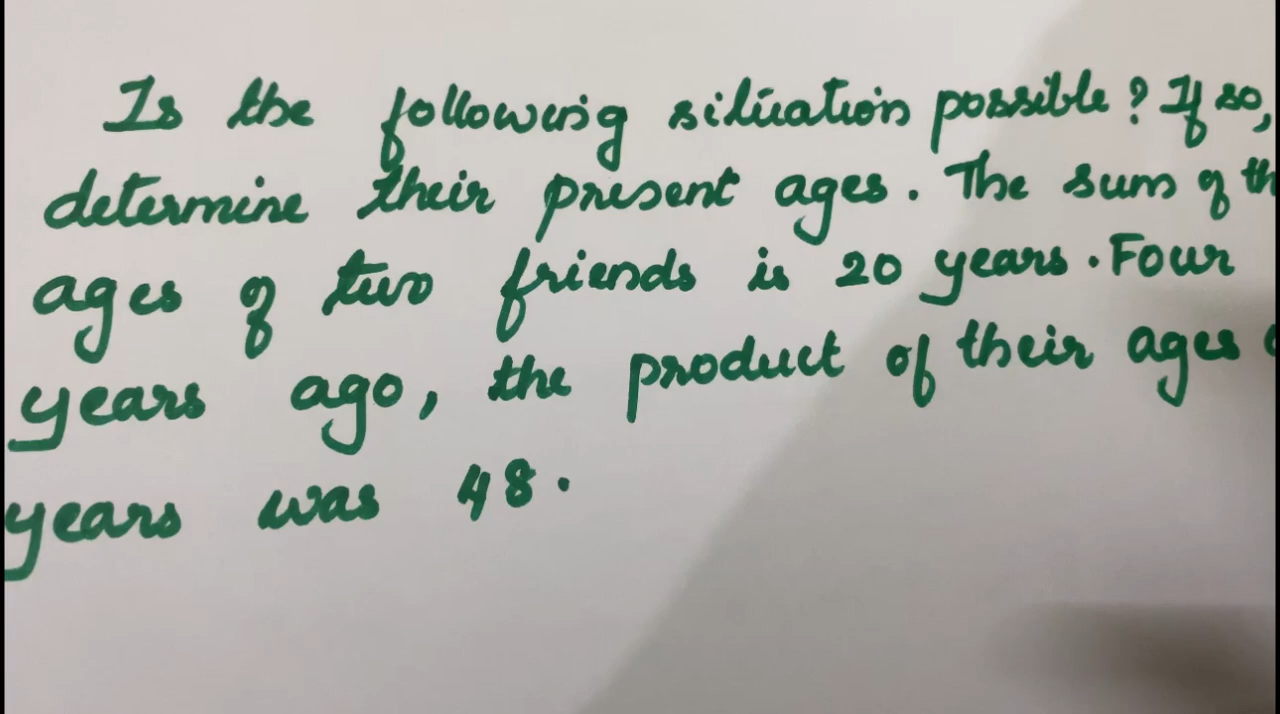 Is the following situation possible? If so,
determine their present ages. The sum of th
ages of two friends is 20 years. Four
years ago, the product of their ages
years was 48.